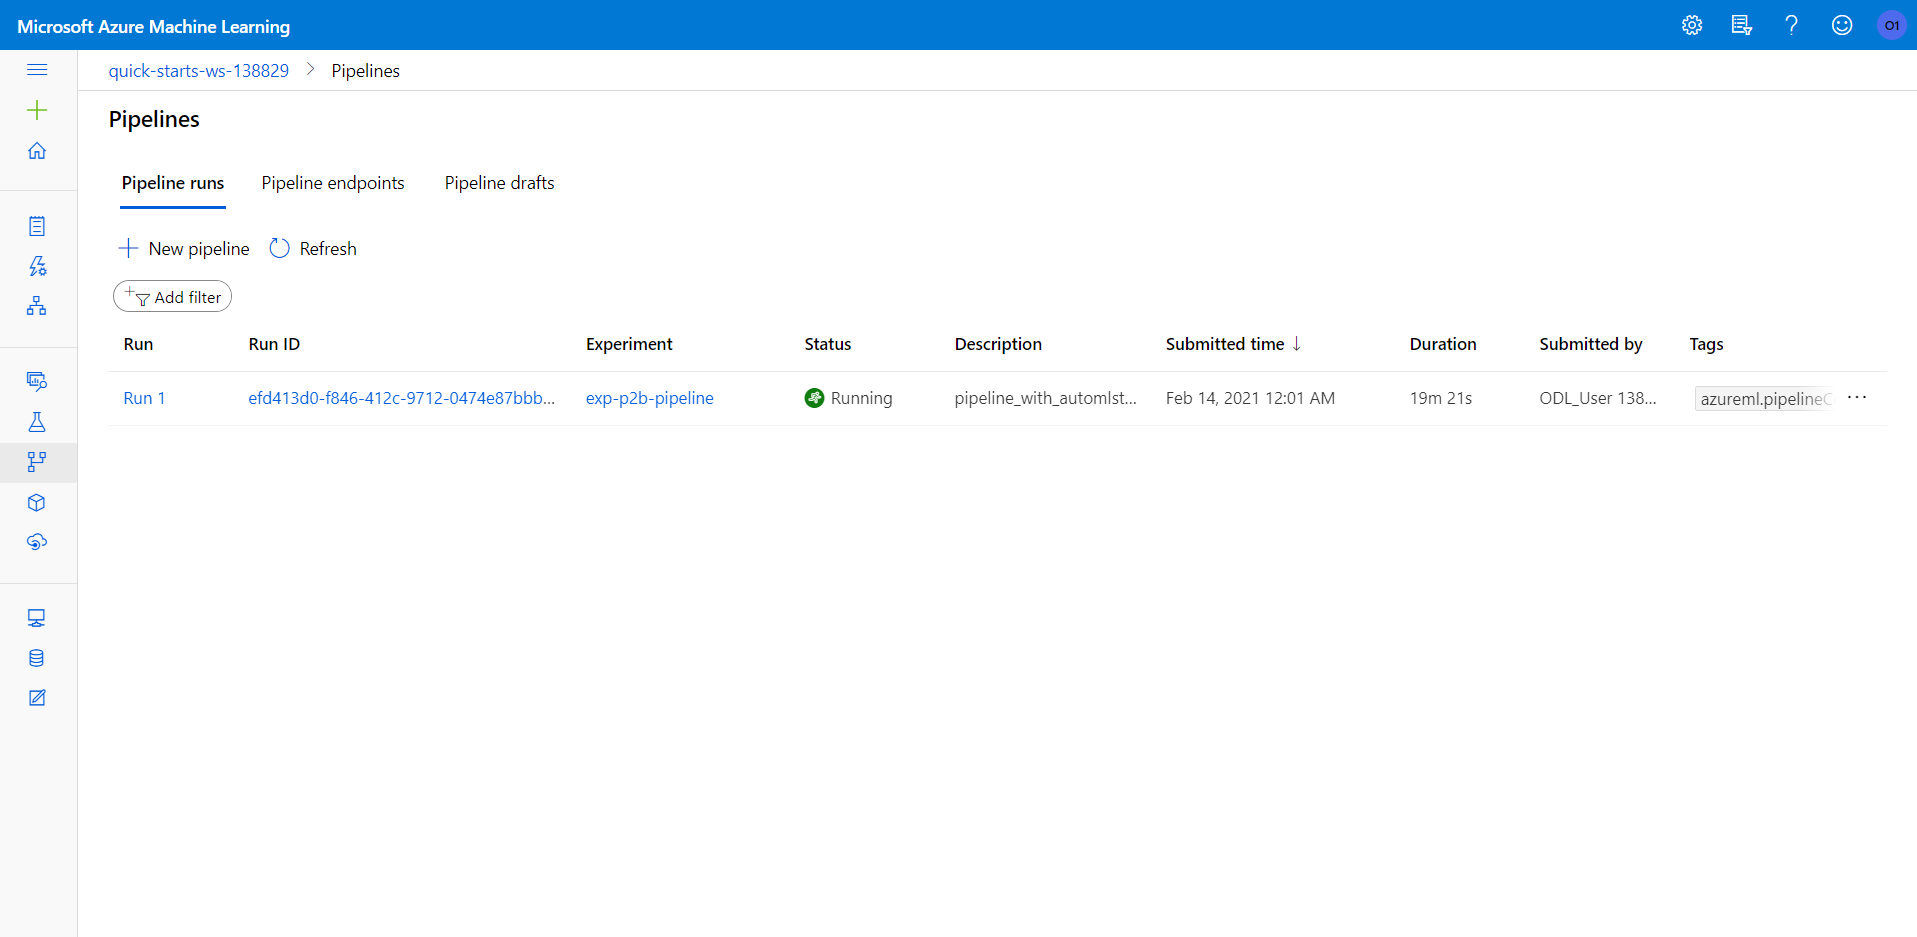 Microsoft Azure Machine Learning
O1
quick-starts-ws-138829 > Pipelines
Pipelines
Pipeline runs Pipeline endpoints Pipeline drafts
New pipeline Refresh
Add filter
Run Run ID Experiment Status Description Submitted time ↓ Duration Submitted by Tags
Run 1 efd413d0-f846-412c-9712-0474e87bbb... exp-p2b-pipeline Running pipeline_with_automlst... Feb 14, 2021 12:01 AM 19m 21s ODL_User 138... azureml.pipelineC ...